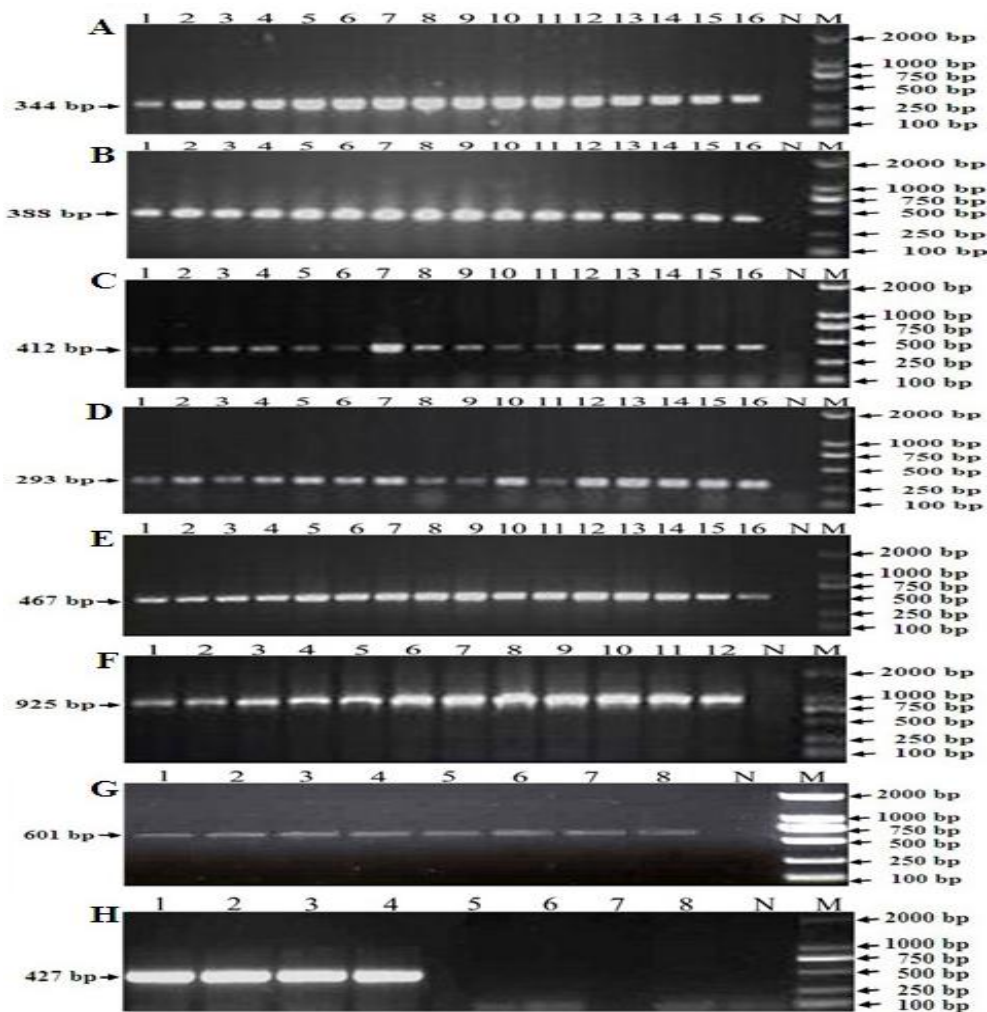 A 1 2 3 4 5 6 7 8 9 10 11 12 13 14 15 16 N M
2000 bp
1000 bp
750 bp
500 bp
344 bp
250 bp
100 bp
B 1 2 3 4 5 6 7 8 9 10 11 12 13 14 15 16 N M
2000 bp
1000 bp
750 bp
388 bp
500 bp
250 bp
100 bp
C 1 2 3 4 5 6 7 8 9 10 11 12 13 14 15 16 N M
2000 bp
1000 bp
750 bp
412 bp
500 bp
250 bp
100 bp
D 1 2 3 4 5 6 7 8 9 10 11 12 13 14 15 16 N M
2000 bp
1000 bp
750 bp
500 bp
293 bp
250 bp
100 bp
E 1 2 3 4 5 6 7 8 9 10 11 12 13 14 15 16 N M
2000 bp
1000 bp
750 bp
467 bp
500 bp
250 bp
100 bp
F 1 2 3 4 5 6 7 8 9 10 11 12 N M
2000 bp
1000 bp
925 bp
750 bp
500 bp
250 bp
100 bp
G 1 2 3 4 5 6 7 8 N M
2000 bp
1000 bp
601 bp
750 bp
500 bp
250 bp
100 bp
H 1 2 3 4 5 6 7 8 N M
2000 bp
1000 bp
750 bp
427 bp
500 bp
250 bp
100 bp